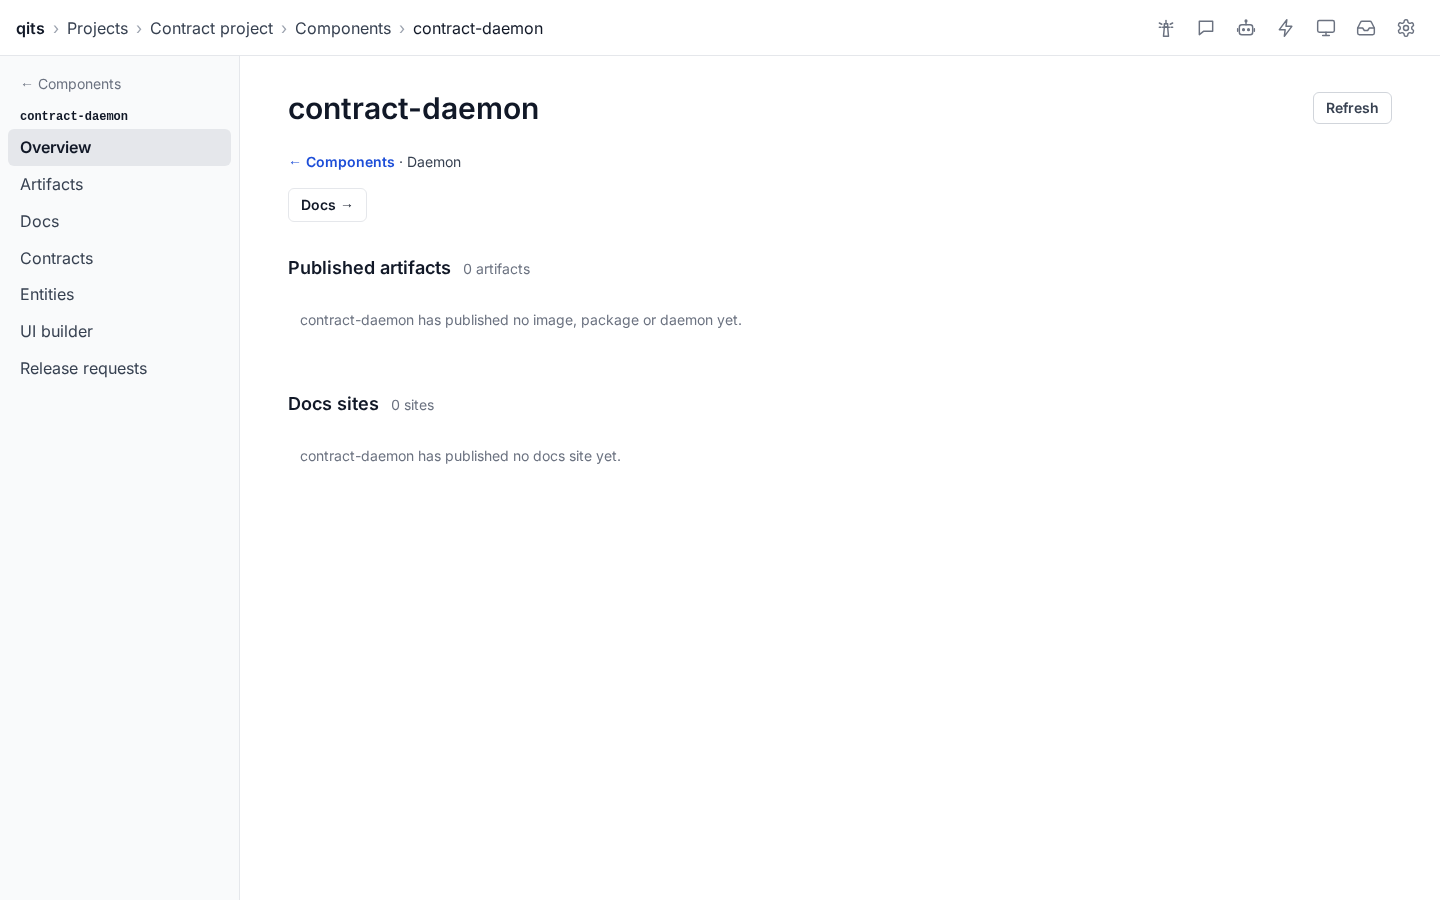 qits › Projects › Contract project › Components › contract-daemon
← Components
contract-daemon
Overview
Artifacts
Docs
Contracts
Entities
UI builder
Release requests
contract-daemon
Refresh
← Components · Daemon
Docs →
Published artifacts 0 artifacts
contract-daemon has published no image, package or daemon yet.
Docs sites 0 sites
contract-daemon has published no docs site yet.